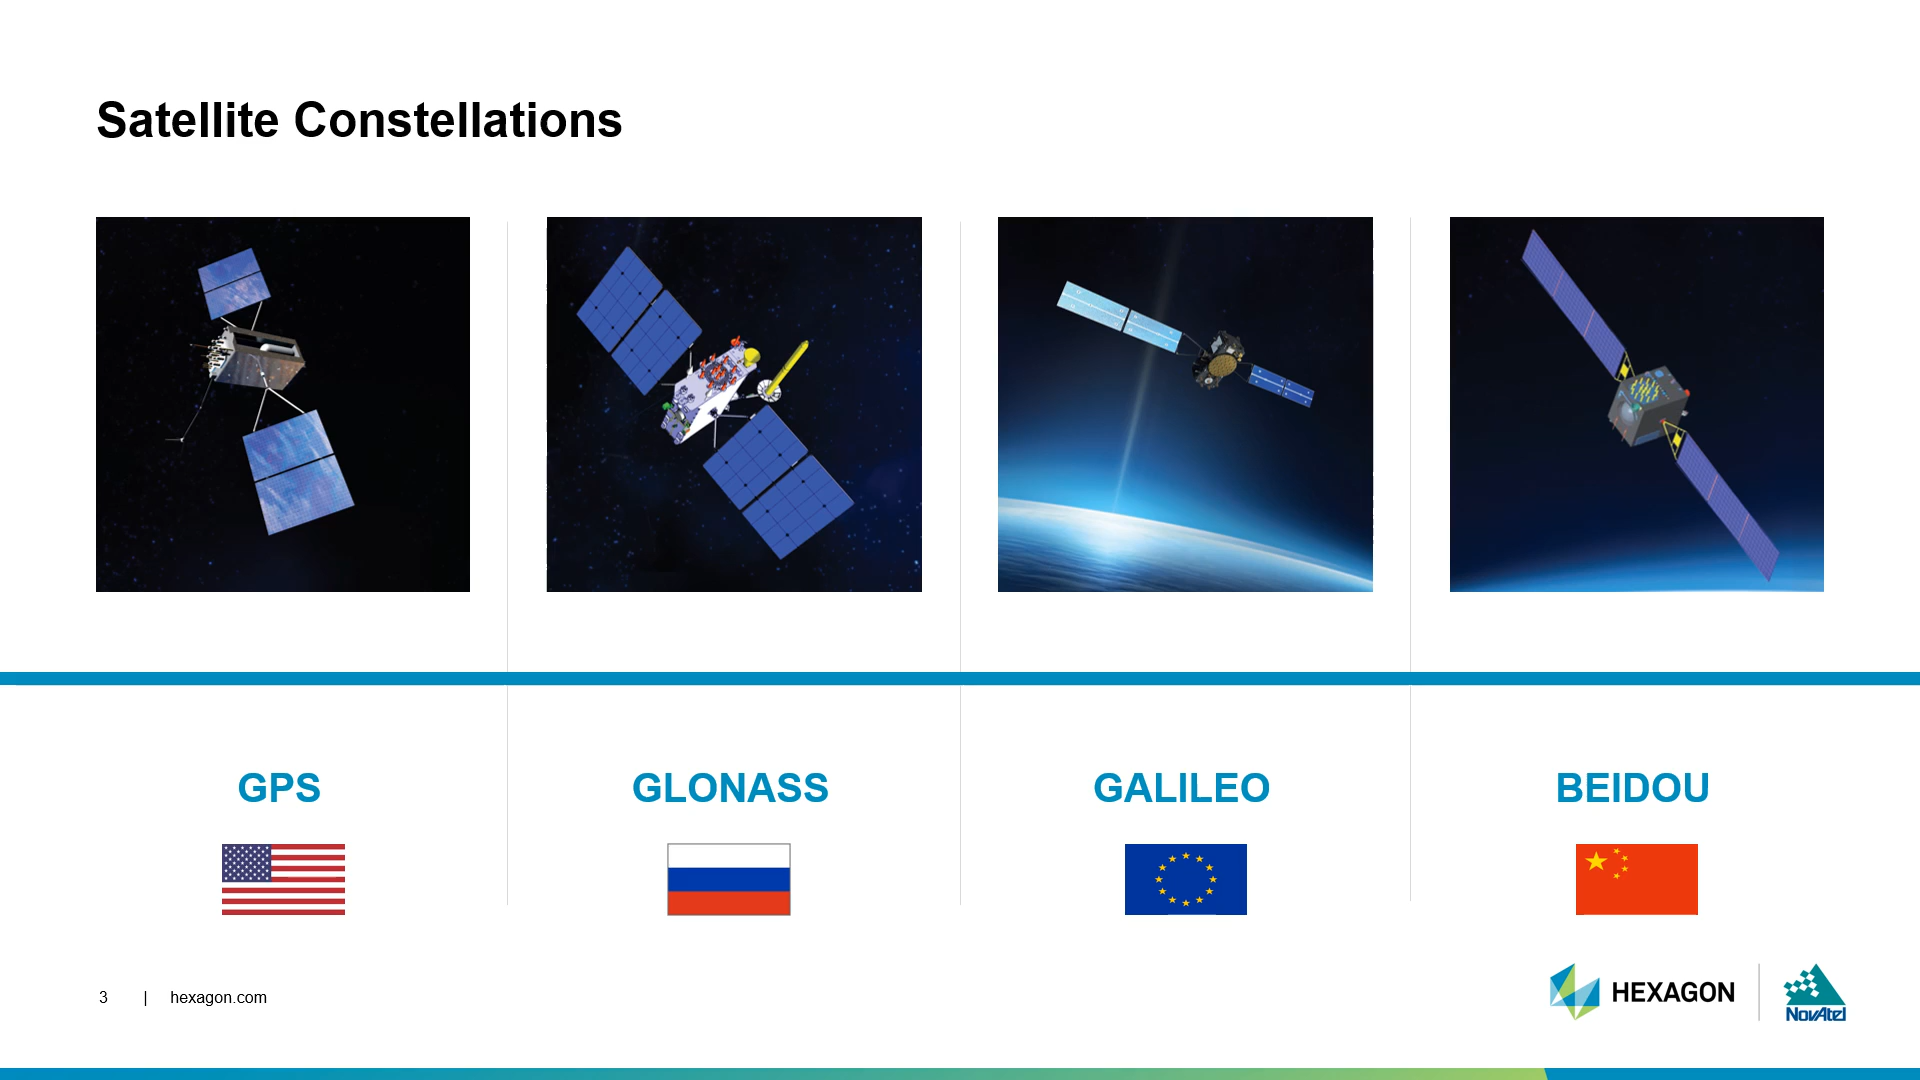 Satellite Constellations
GPS
GLONASS
GALILEO
BEIDOU
3 | hexagon.com
HEXAGON
NovAtel